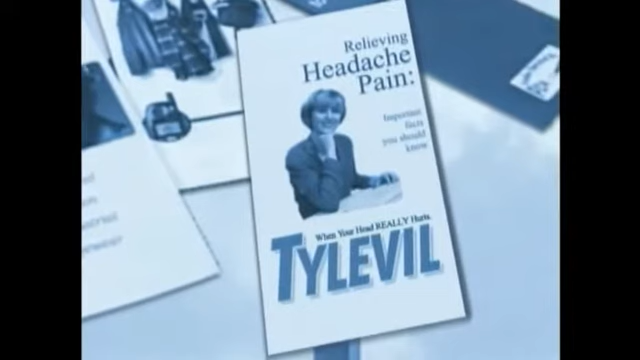 Relieving
Headache
Pain:
Important
facts
you should
know
When Your Head REALLY Hurts.
TYLEVIL